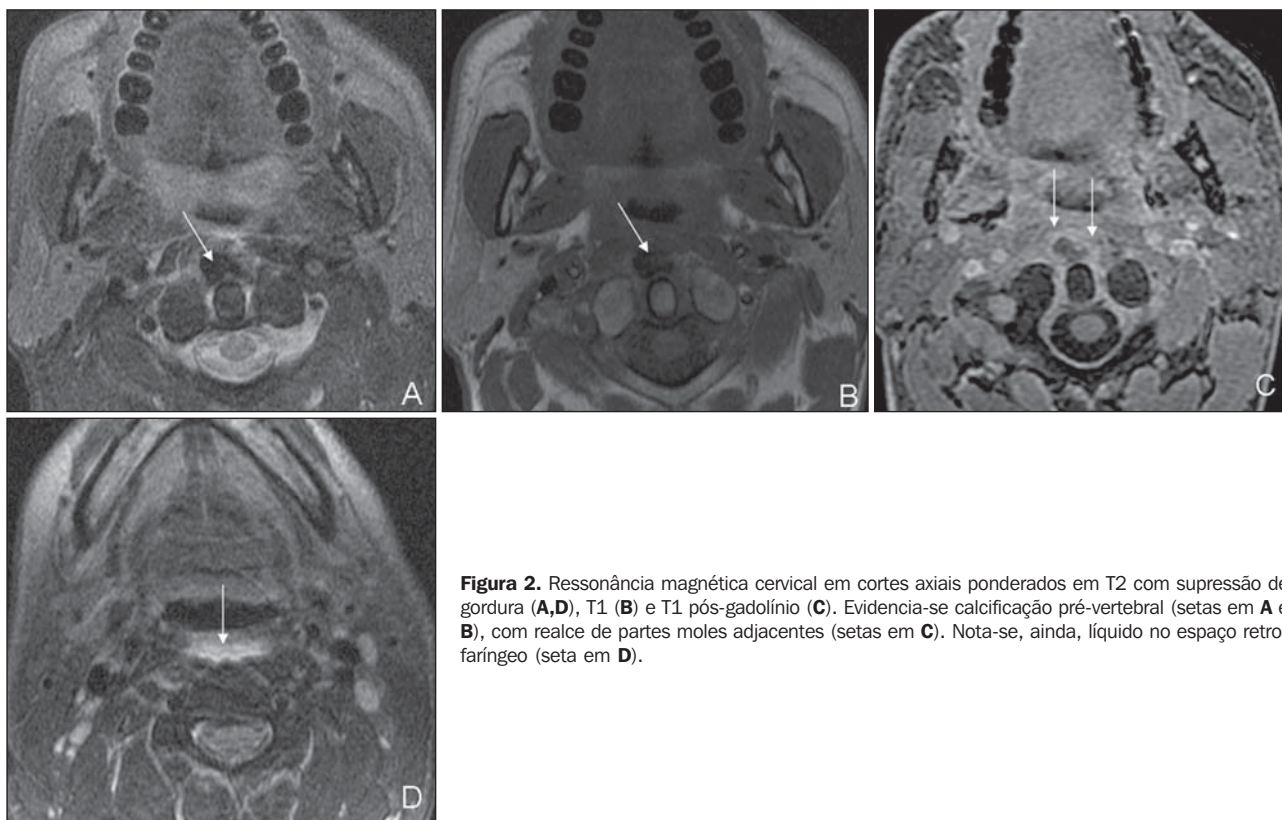 A
B
C
D
Figura 2. Ressonância magnética cervical em cortes axiais ponderados em T2 com supressão de
gordura (A,D), T1 (B) e T1 pós-gadolínio (C). Evidencia-se calcificação pré-vertebral (setas em A e
B), com realce de partes moles adjacentes (setas em C). Nota-se, ainda, líquido no espaço retro-
faríngeo (seta em D).